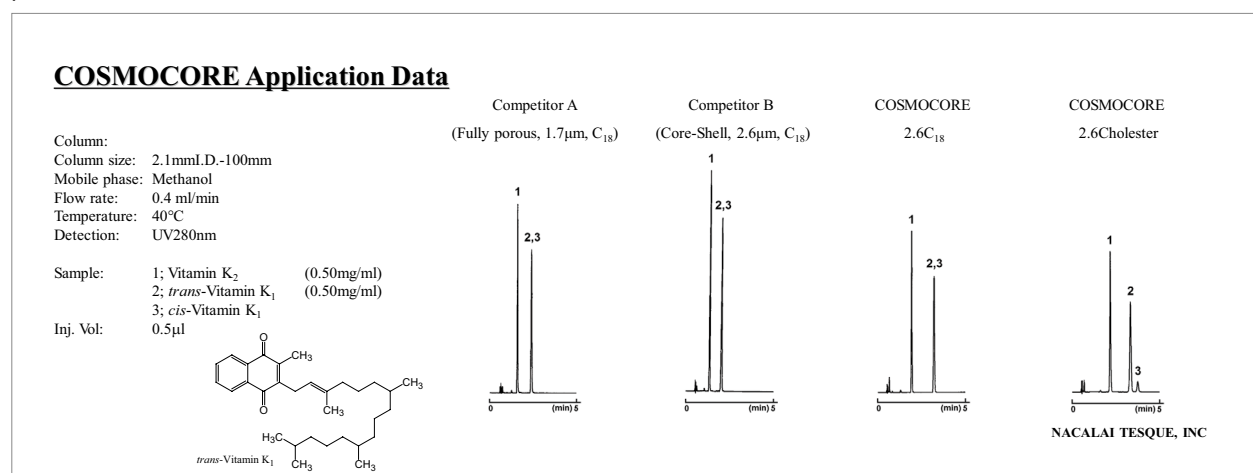 COSMOCORE Application Data
Column:
Column size: 2.1mmI.D.-100mm
Mobile phase: Methanol
Flow rate: 0.4 ml/min
Temperature: 40°C
Detection: UV280nm
Sample: 1; Vitamin K₂ (0.50mg/ml)
2; trans-Vitamin K₁ (0.50mg/ml)
3; cis-Vitamin K₁
Inj. Vol: 0.5μl
O
CH₃
CH₃
O
CH₃
H₃C
CH₃
CH₃
trans-Vitamin K₁
Competitor A
(Fully porous, 1.7μm, C₁₈)
1
2,3
0 (min) 5
Competitor B
(Core-Shell, 2.6μm, C₁₈)
1
2,3
0 (min) 5
COSMOCORE
2.6C₁₈
1
2,3
0 (min) 5
COSMOCORE
2.6Cholester
1
2
3
0 (min) 5
NACALAI TESQUE, INC